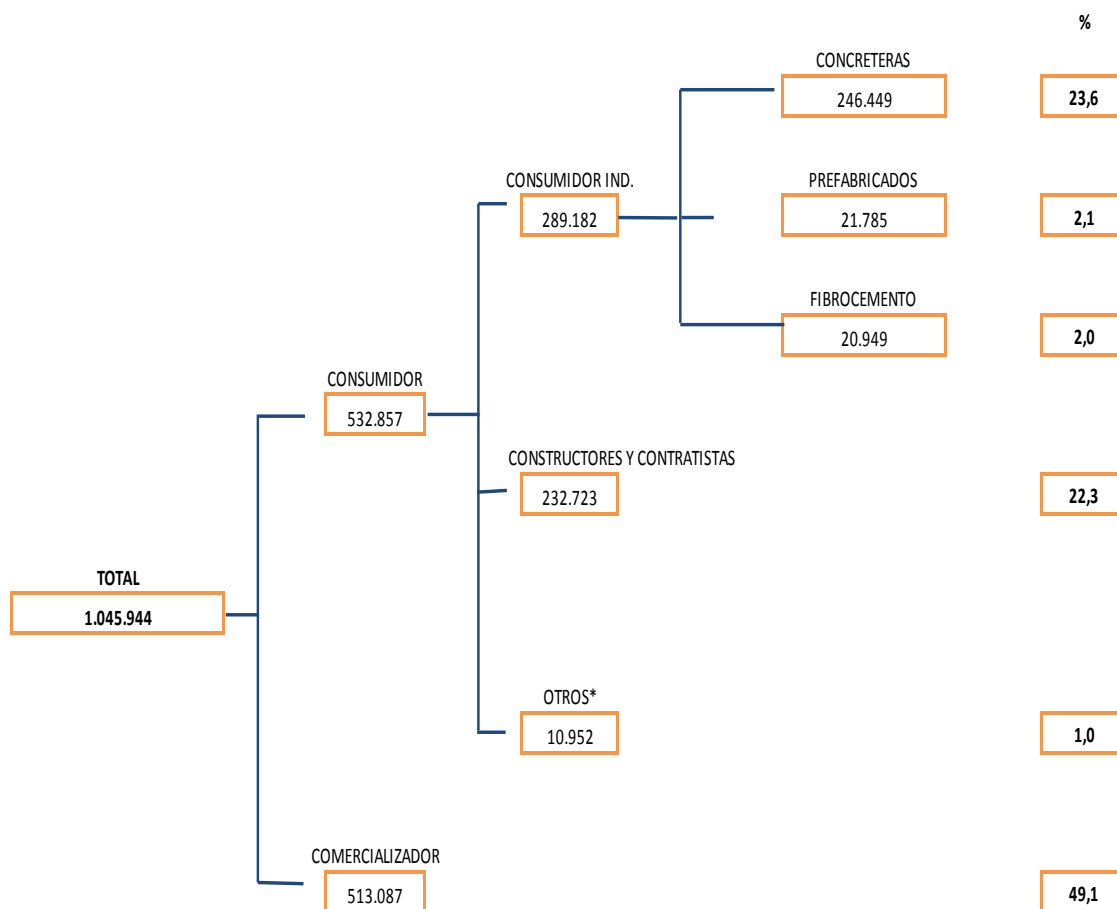 %
CONCRETERAS
246.449
23,6
CONSUMIDOR IND.
289.182
PREFABRICADOS
21.785
2,1
FIBROCEMENTO
20.949
2,0
CONSUMIDOR
532.857
CONSTRUCTORES Y CONTRATISTAS
232.723
22,3
TOTAL
1.045.944
OTROS*
10.952
1,0
COMERCIALIZADOR
513.087
49,1